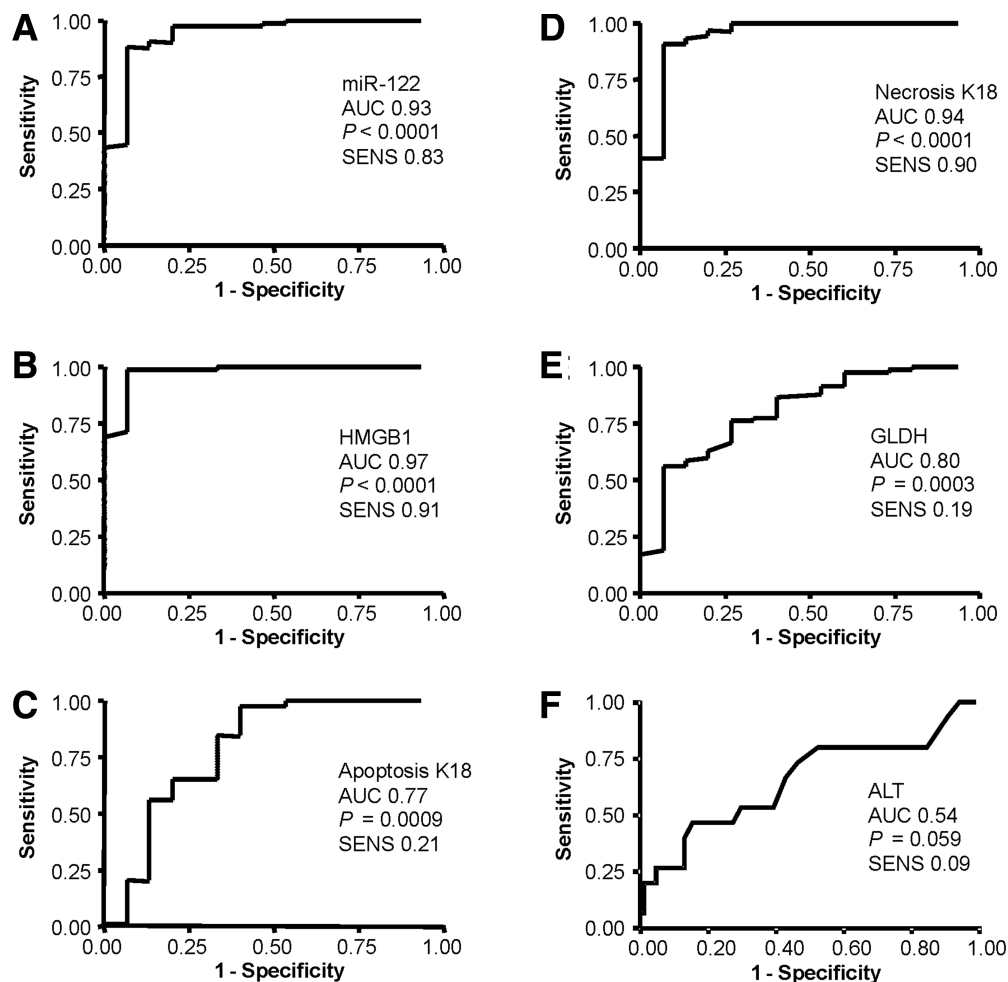 A
Sensitivity
1.00
0.75
0.50
0.25
0.00
miR-122
AUC 0.93
P < 0.0001
SENS 0.83
0.00 0.25 0.50 0.75 1.00
1 - Specificity
D
Sensitivity
1.00
0.75
0.50
0.25
0.00
Necrosis K18
AUC 0.94
P < 0.0001
SENS 0.90
0.00 0.25 0.50 0.75 1.00
1 - Specificity
B
Sensitivity
1.00
0.75
0.50
0.25
0.00
HMGB1
AUC 0.97
P < 0.0001
SENS 0.91
0.00 0.25 0.50 0.75 1.00
1 - Specificity
E
Sensitivity
1.00
0.75
0.50
0.25
0.00
GLDH
AUC 0.80
P = 0.0003
SENS 0.19
0.00 0.25 0.50 0.75 1.00
1 - Specificity
C
Sensitivity
1.00
0.75
0.50
0.25
0.00
Apoptosis K18
AUC 0.77
P = 0.0009
SENS 0.21
0.00 0.25 0.50 0.75 1.00
1 - Specificity
F
Sensitivity
1.00
0.75
0.50
0.25
0.00
ALT
AUC 0.54
P = 0.059
SENS 0.09
0.00 0.20 0.40 0.60 0.80 1.00
1 - Specificity